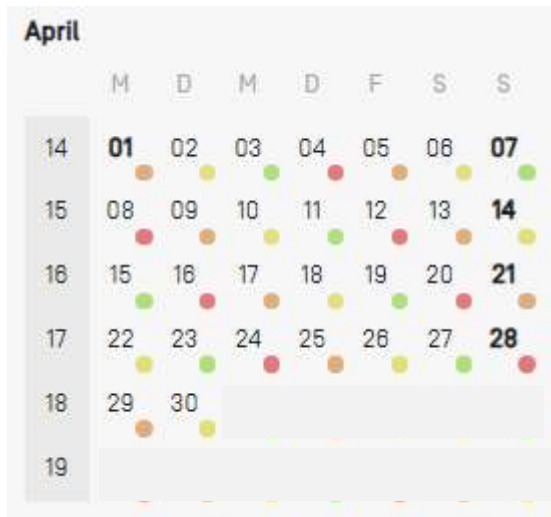 April
M D M D F S S
14 01 02 03 04 05 06 07
15 08 09 10 11 12 13 14
16 15 16 17 18 19 20 21
17 22 23 24 25 26 27 28
18 29 30
19